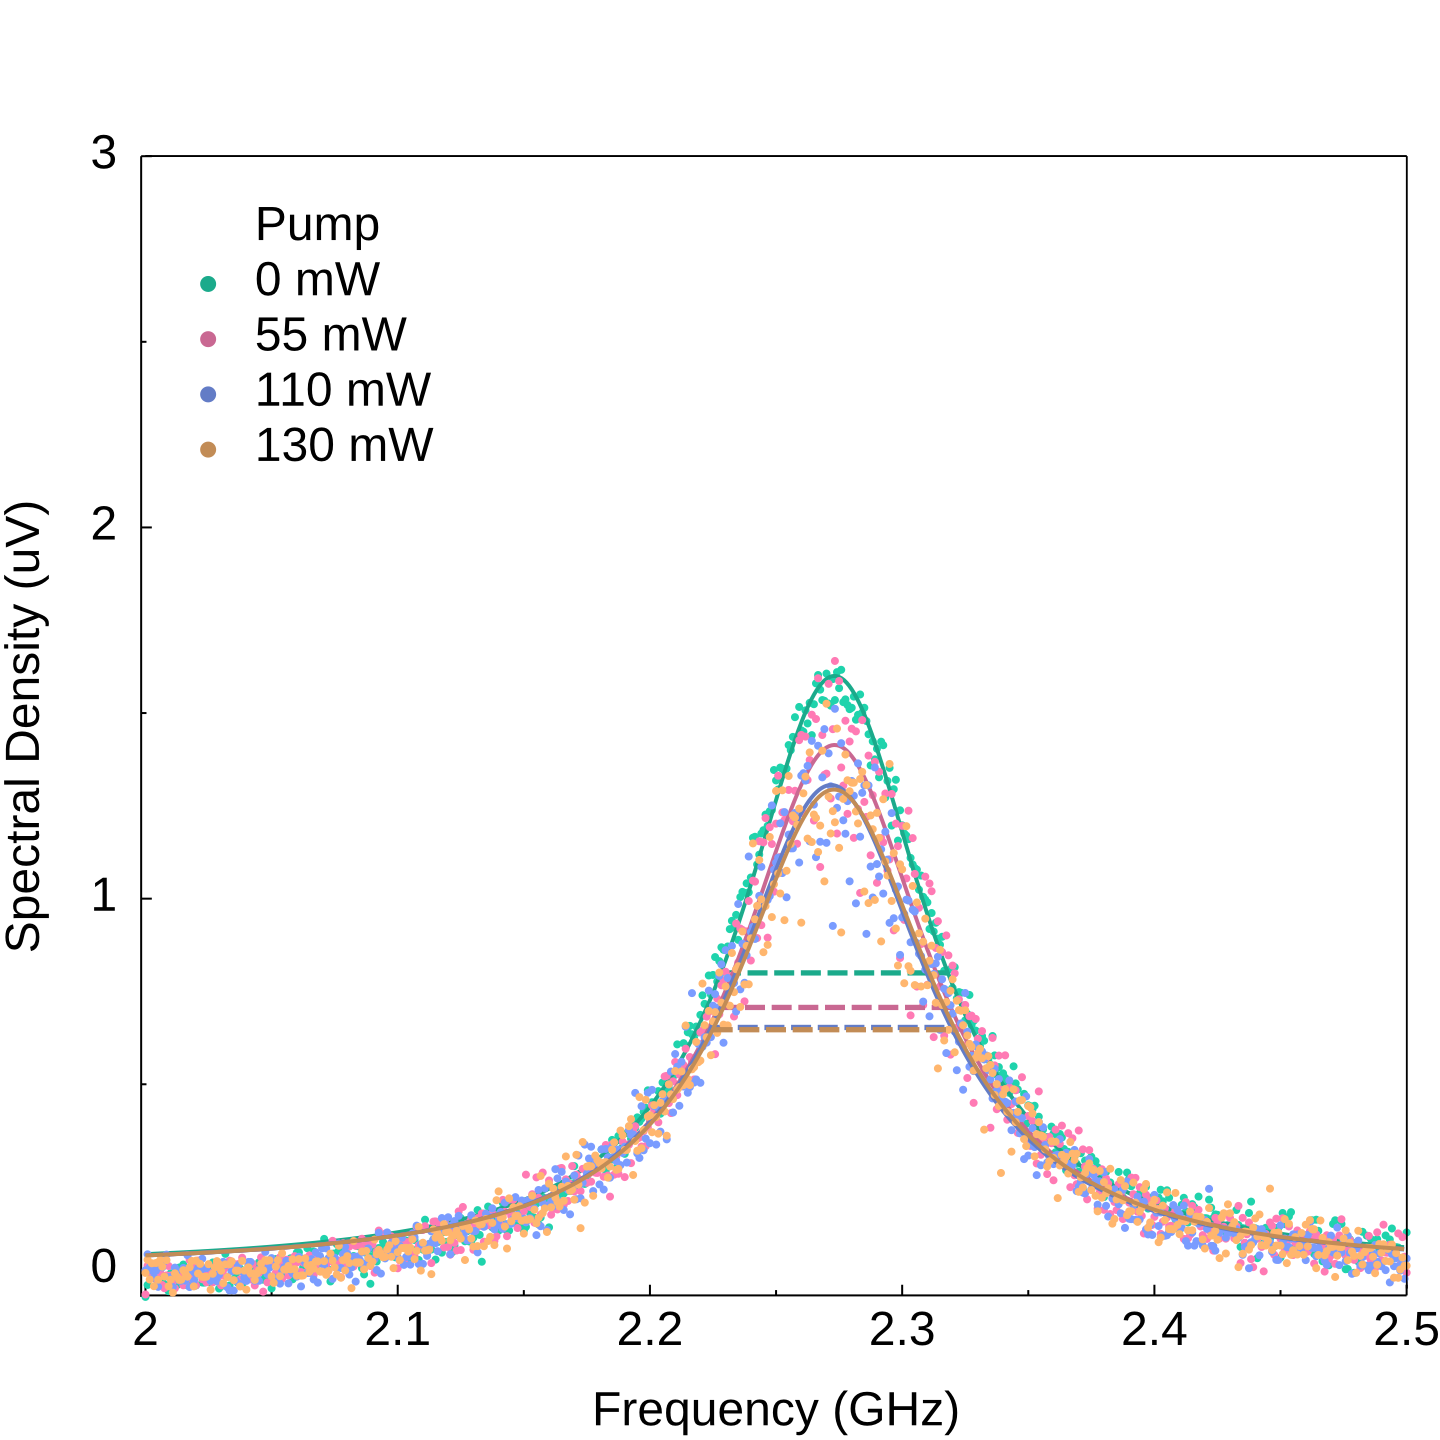 3
Pump
0 mW
55 mW
110 mW
130 mW
2
Spectral Density (uV)
1
0
2 2.1 2.2 2.3 2.4 2.5
Frequency (GHz)